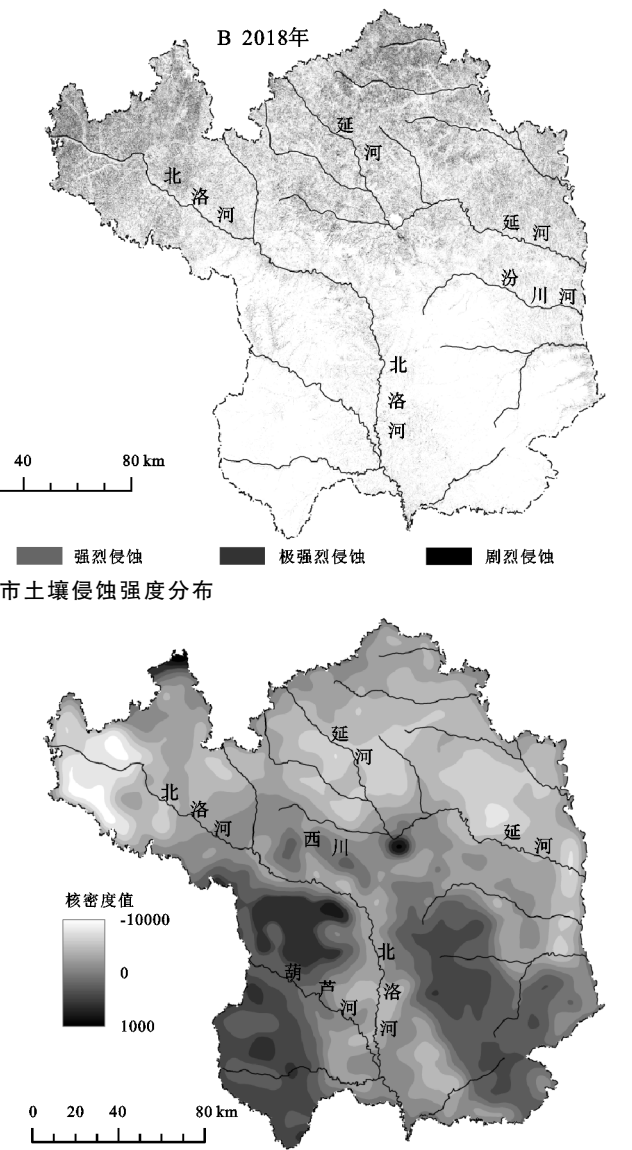 B 2018年
延河
北洛河
延河
汾川河
北洛河
40 80 km
强烈侵蚀 极强烈侵蚀 剧烈侵蚀
市土壤侵蚀强度分布
延河
北洛河
西川
延河
核密度值
-10000
0
1000
北洛河
葫芦河
0 20 40 80 km